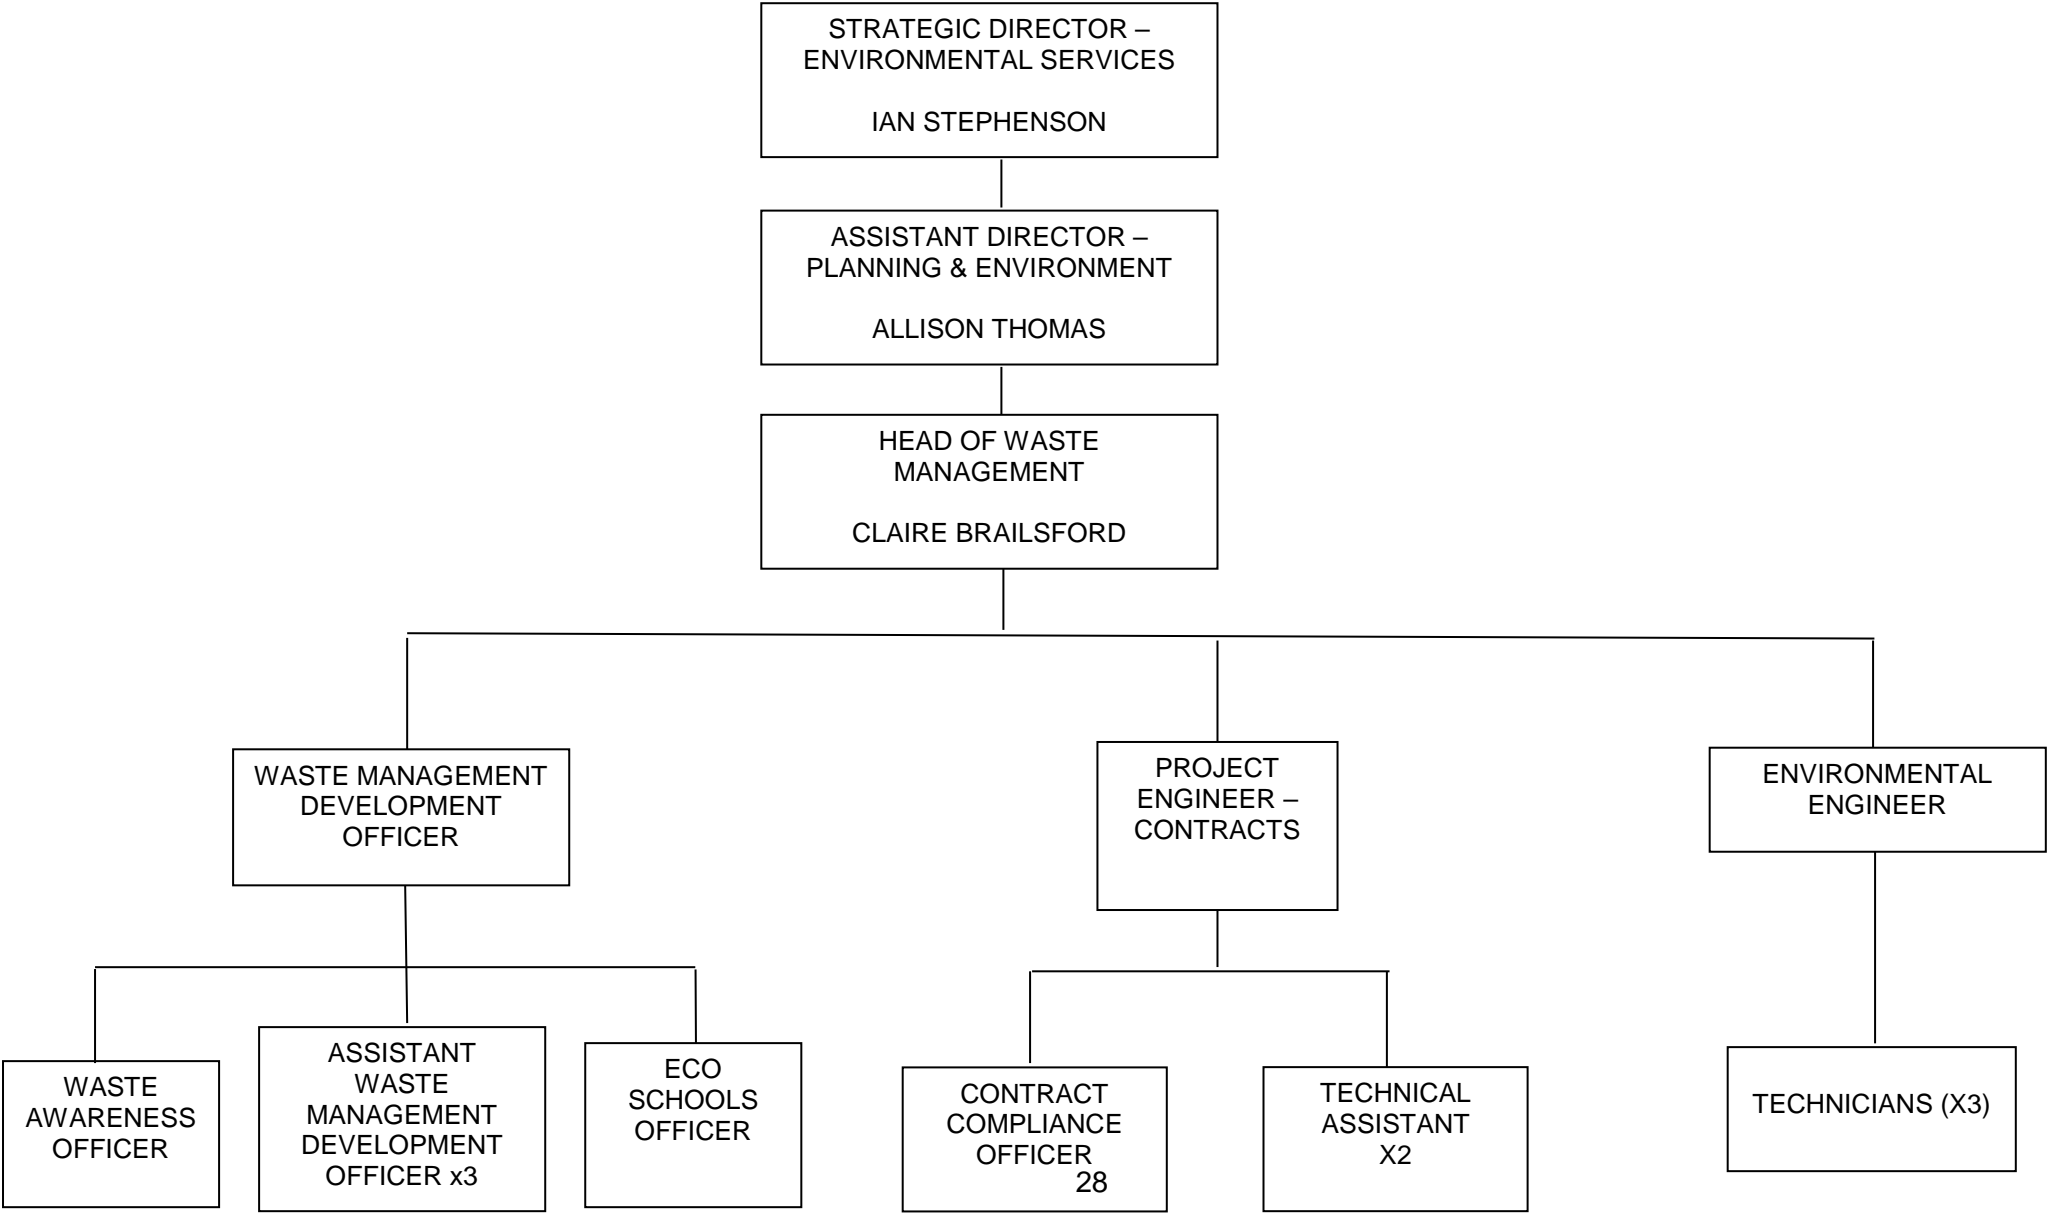 STRATEGIC DIRECTOR –
ENVIRONMENTAL SERVICES
IAN STEPHENSON
ASSISTANT DIRECTOR –
PLANNING & ENVIRONMENT
ALLISON THOMAS
HEAD OF WASTE
MANAGEMENT
CLAIRE BRAILSFORD
WASTE MANAGEMENT
DEVELOPMENT
OFFICER
PROJECT
ENGINEER –
CONTRACTS
ENVIRONMENTAL
ENGINEER
WASTE
AWARENESS
OFFICER
ASSISTANT
WASTE
MANAGEMENT
DEVELOPMENT
OFFICER x3
ECO
SCHOOLS
OFFICER
CONTRACT
COMPLIANCE
OFFICER
28
TECHNICAL
ASSISTANT
X2
TECHNICIANS (X3)